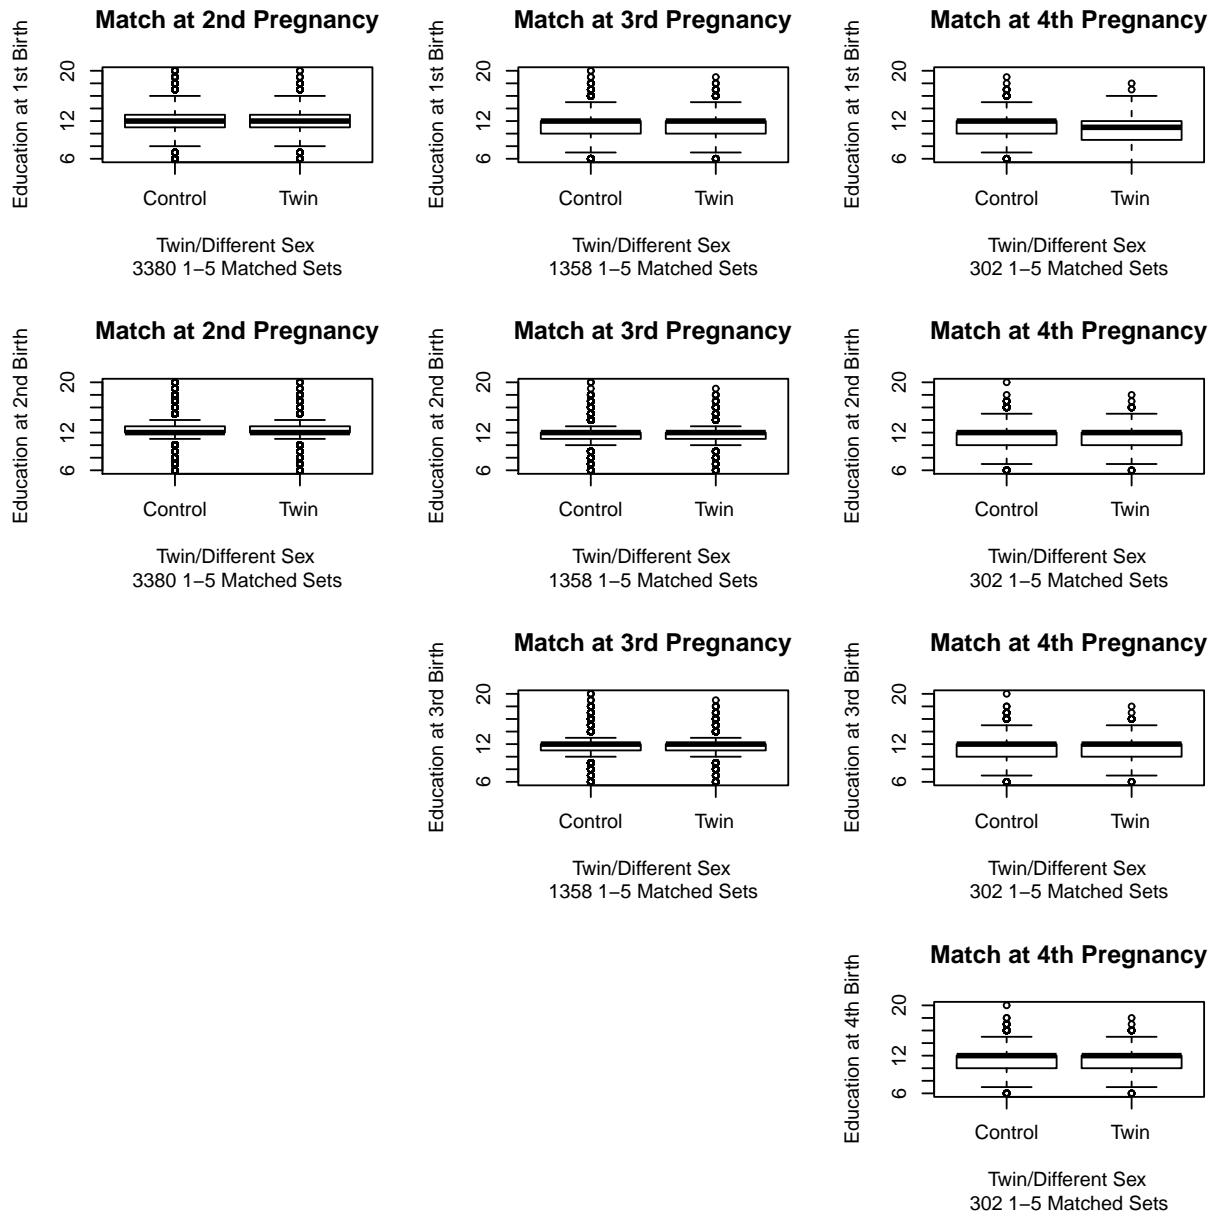 Match at 2nd Pregnancy
Education at 1st Birth
20
12
6
Control Twin
Twin/Different Sex
3380 1−5 Matched Sets
Match at 3rd Pregnancy
Education at 1st Birth
20
12
6
Control Twin
Twin/Different Sex
1358 1−5 Matched Sets
Match at 4th Pregnancy
Education at 1st Birth
20
12
6
Control Twin
Twin/Different Sex
302 1−5 Matched Sets
Match at 2nd Pregnancy
Education at 2nd Birth
20
12
6
Control Twin
Twin/Different Sex
3380 1−5 Matched Sets
Match at 3rd Pregnancy
Education at 2nd Birth
20
12
6
Control Twin
Twin/Different Sex
1358 1−5 Matched Sets
Match at 4th Pregnancy
Education at 2nd Birth
20
12
6
Control Twin
Twin/Different Sex
302 1−5 Matched Sets
Match at 3rd Pregnancy
Education at 3rd Birth
20
12
6
Control Twin
Twin/Different Sex
1358 1−5 Matched Sets
Match at 4th Pregnancy
Education at 3rd Birth
20
12
6
Control Twin
Twin/Different Sex
302 1−5 Matched Sets
Match at 4th Pregnancy
Education at 4th Birth
20
12
6
Control Twin
Twin/Different Sex
302 1−5 Matched Sets